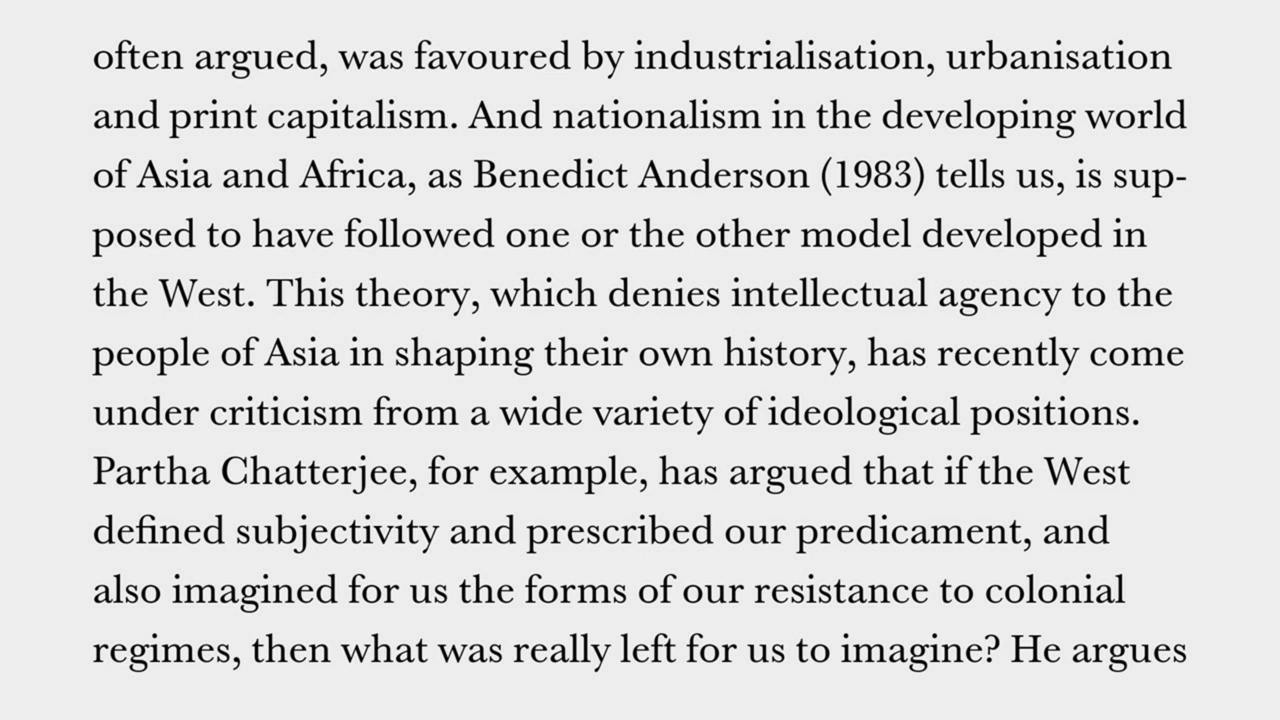 often argued, was favoured by industrialisation, urbanisation
and print capitalism. And nationalism in the developing world
of Asia and Africa, as Benedict Anderson (1983) tells us, is sup-
posed to have followed one or the other model developed in
the West. This theory, which denies intellectual agency to the
people of Asia in shaping their own history, has recently come
under criticism from a wide variety of ideological positions.
Partha Chatterjee, for example, has argued that if the West
defined subjectivity and prescribed our predicament, and
also imagined for us the forms of our resistance to colonial
regimes, then what was really left for us to imagine? He argues